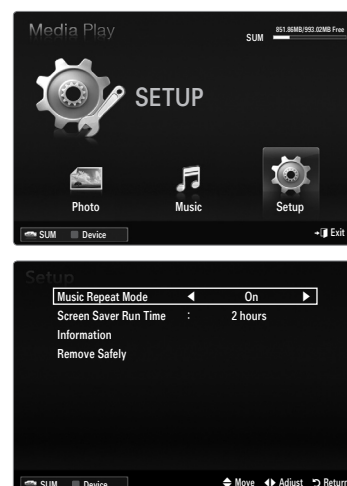 Media Play
SUM 851.86MB/993.02MB Free
SETUP
Photo Music Setup
SUM Device Exit
Setup
Music Repeat Mode ◀ On ▶
Screen Saver Run Time : 2 hours
Information
Remove Safely
SUM Device Move Adjust Return